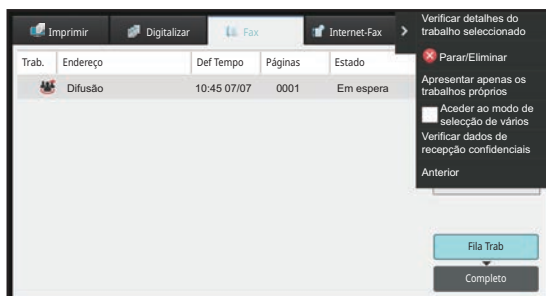 Imprimir
Digitalizar
Fax
Internet-Fax
Trab.
Endereço
Def Tempo
Páginas
Estado
Difusão
10:45 07/07
0001
Em espera
Verificar detalhes do
trabalho seleccionado
Parar/Eliminar
Apresentar apenas os
trabalhos próprios
Aceder ao modo de
selecção de vários
Verificar dados de
recepção confidenciais
Anterior
Fila Trab
Completo